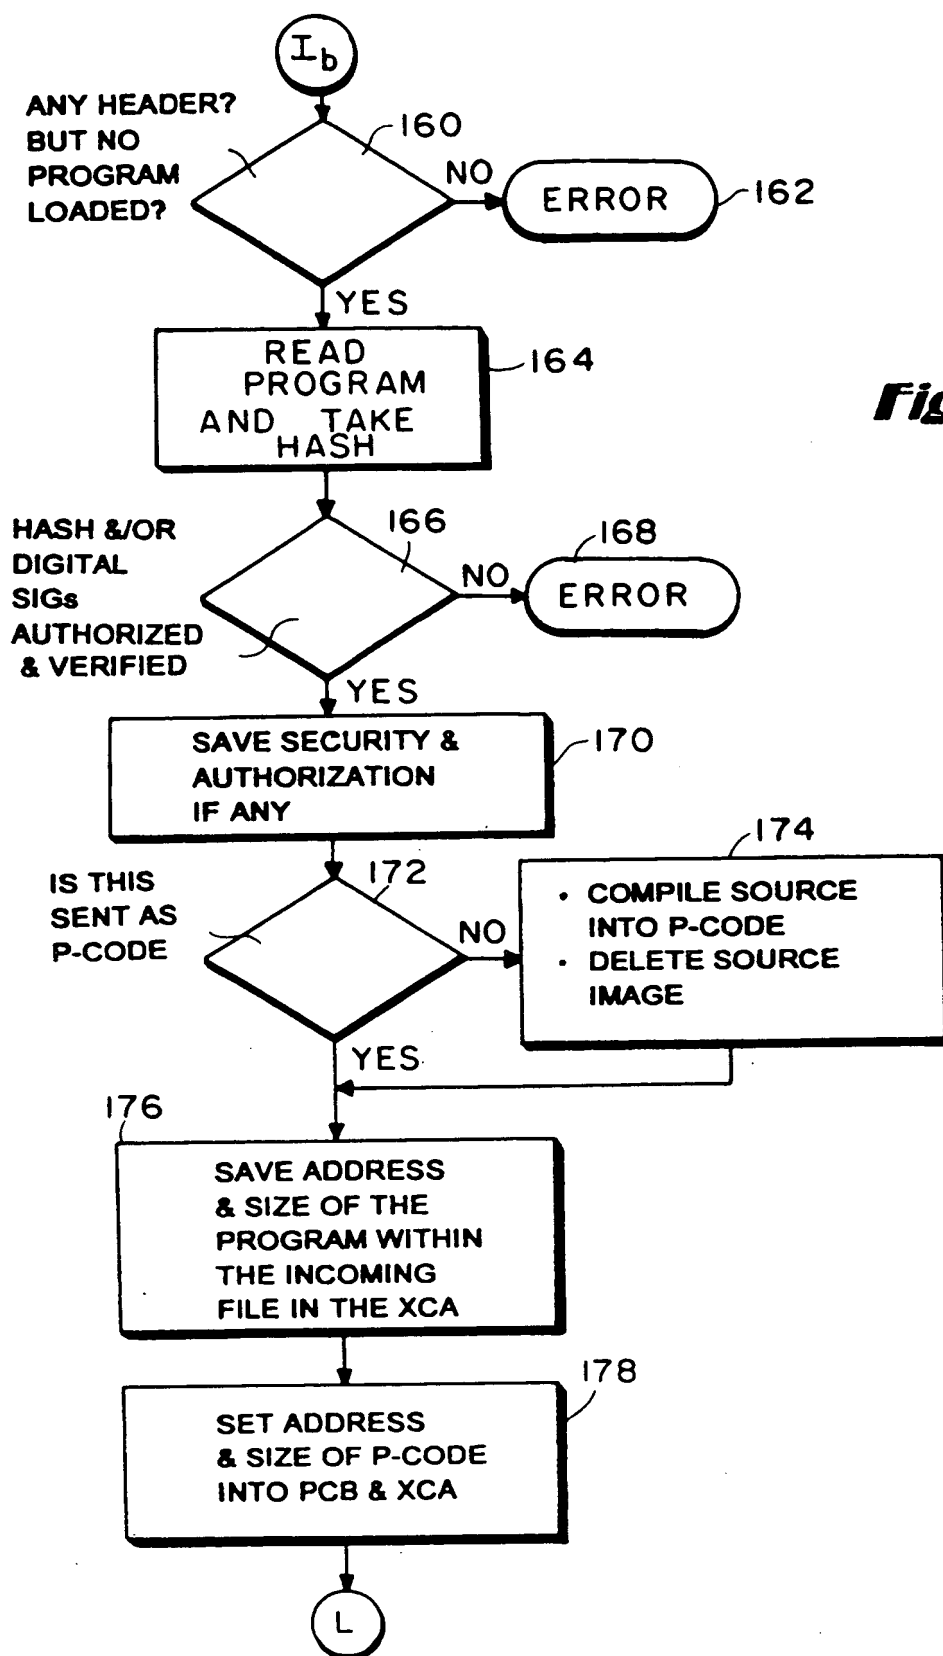 I b
ANY HEADER?
BUT NO
PROGRAM
LOADED?
160
NO
ERROR
162
YES
READ
PROGRAM
AND TAKE
HASH
164
Fig
HASH &/OR
DIGITAL
SIGs
AUTHORIZED
& VERIFIED
166
NO
168
ERROR
YES
SAVE SECURITY &
AUTHORIZATION
IF ANY
170
IS THIS
SENT AS
P-CODE
172
NO
174
• COMPILE SOURCE
INTO P-CODE
• DELETE SOURCE
IMAGE
YES
176
SAVE ADDRESS
& SIZE OF THE
PROGRAM WITHIN
THE INCOMING
FILE IN THE XCA
178
SET ADDRESS
& SIZE OF P-CODE
INTO PCB & XCA
L